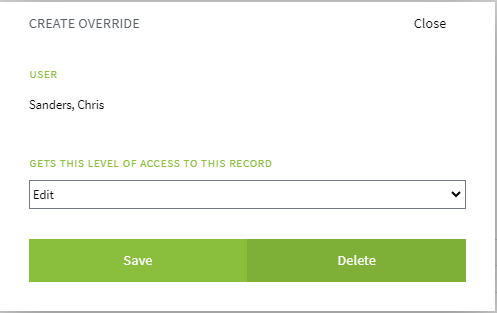 CREATE OVERRIDE Close
USER
Sanders, Chris
GETS THIS LEVEL OF ACCESS TO THIS RECORD
Edit
Save Delete